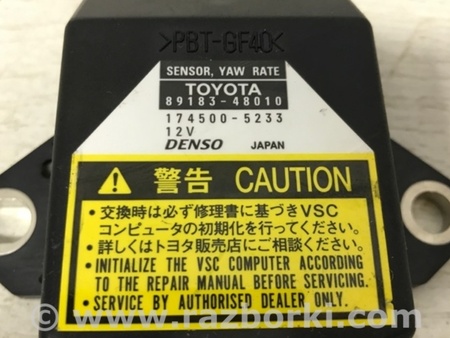 >PBT-GF40<
SENSOR, YAW RATE
TOYOTA
89183-48010
174500-5233
12V
DENSO JAPAN
警告 CAUTION
・交換時は必ず修理書に基づきVSC
コンピュータの初期化を行ってください。
・詳しくはトヨタ販売店にご相談ください。
・INITIALIZE THE VSC COMPUTER ACCORDING
TO THE REPAIR MANUAL BEFORE SERVICING.
・SERVICE BY AUTHORISED DEALER ONLY.
© www.razborki.com